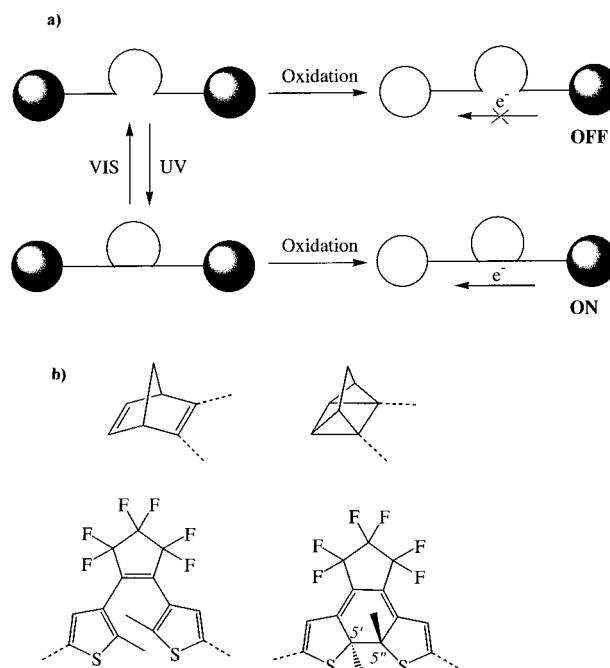 a)
Oxidation
e-
OFF
VIS
UV
Oxidation
e-
ON
b)
F
F F
F F
F
S
S
F
F F
F F
F
5'
5"
S
S